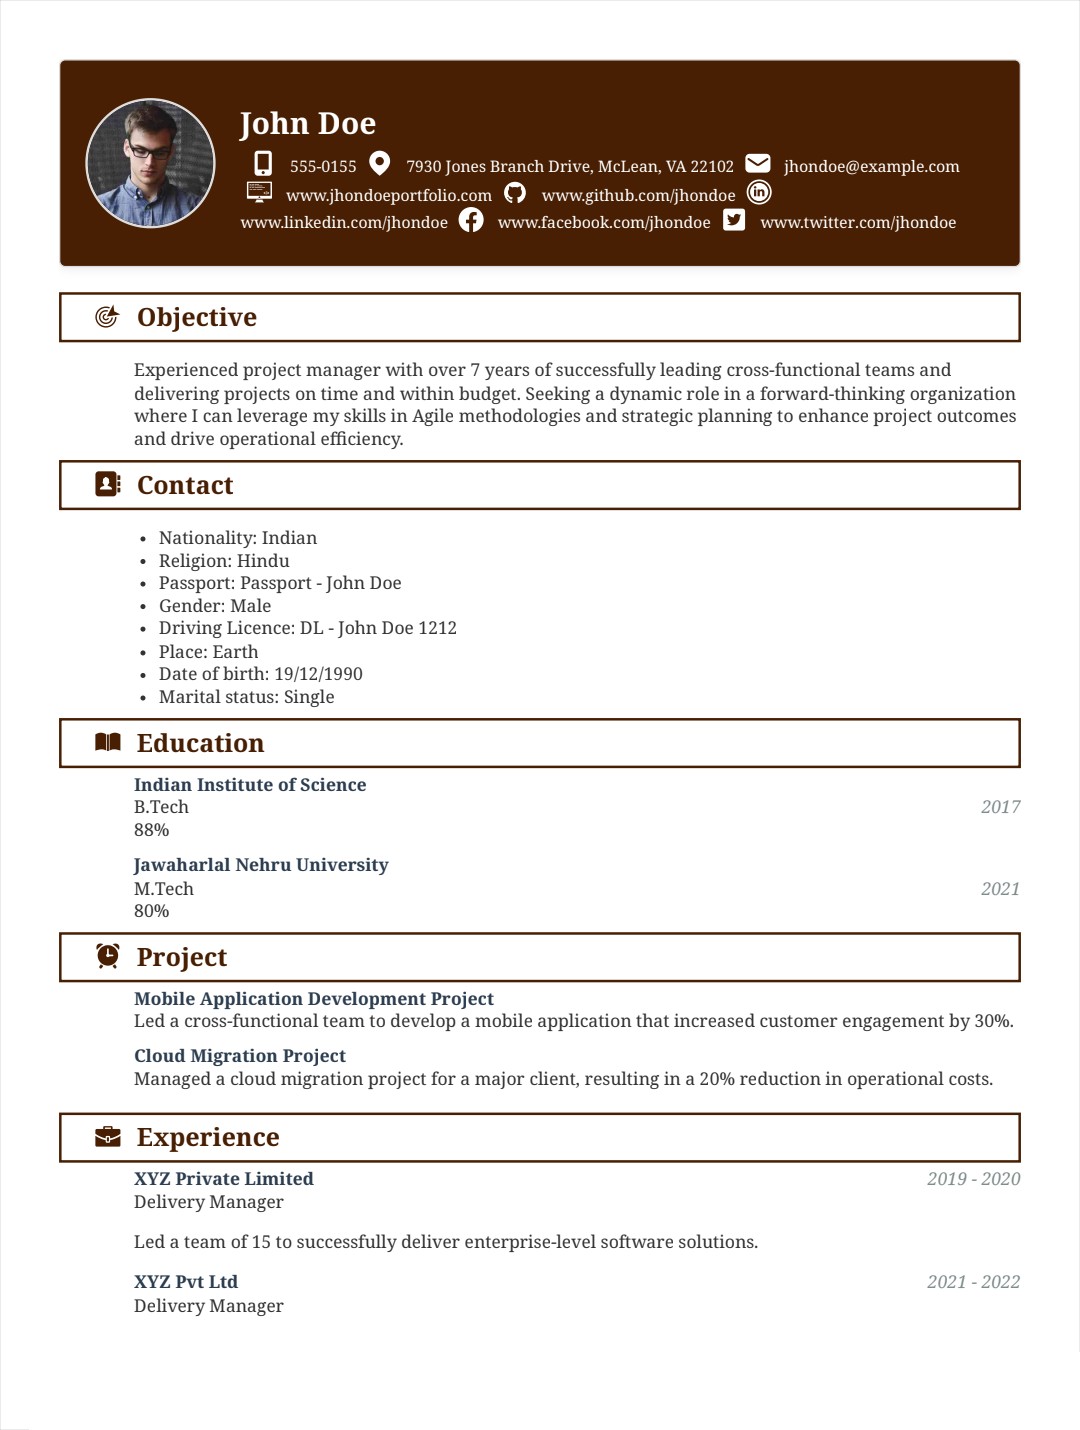 John Doe
555-0155 7930 Jones Branch Drive, McLean, VA 22102 jhondoe@example.com
www.jhondoeportfolio.com www.github.com/jhondoe
www.linkedin.com/jhondoe www.facebook.com/jhondoe www.twitter.com/jhondoe
Objective
Experienced project manager with over 7 years of successfully leading cross-functional teams and
delivering projects on time and within budget. Seeking a dynamic role in a forward-thinking organization
where I can leverage my skills in Agile methodologies and strategic planning to enhance project outcomes
and drive operational efficiency.
Contact
• Nationality: Indian
• Religion: Hindu
• Passport: Passport - John Doe
• Gender: Male
• Driving Licence: DL - John Doe 1212
• Place: Earth
• Date of birth: 19/12/1990
• Marital status: Single
Education
Indian Institute of Science
B.Tech 2017
88%
Jawaharlal Nehru University
M.Tech 2021
80%
Project
Mobile Application Development Project
Led a cross-functional team to develop a mobile application that increased customer engagement by 30%.
Cloud Migration Project
Managed a cloud migration project for a major client, resulting in a 20% reduction in operational costs.
Experience
XYZ Private Limited 2019 - 2020
Delivery Manager
Led a team of 15 to successfully deliver enterprise-level software solutions.
XYZ Pvt Ltd 2021 - 2022
Delivery Manager